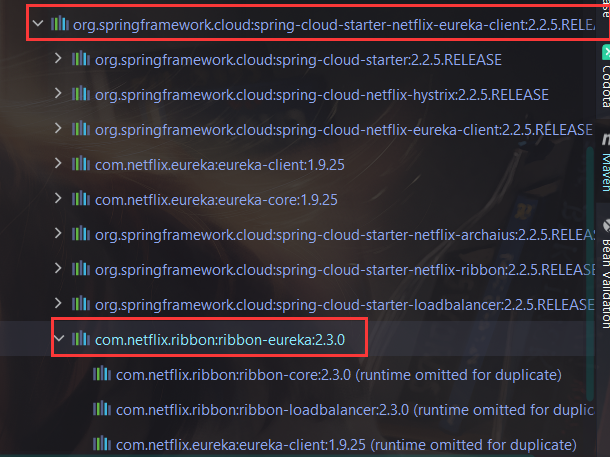 org.springframework.cloud:spring-cloud-starter-netflix-eureka-client:2.2.5.RELEA
org.springframework.cloud:spring-cloud-starter:2.2.5.RELEASE
org.springframework.cloud:spring-cloud-netflix-hystrix:2.2.5.RELEASE
org.springframework.cloud:spring-cloud-netflix-eureka-client:2.2.5.RELEASE
com.netflix.eureka:eureka-client:1.9.25
com.netflix.eureka:eureka-core:1.9.25
org.springframework.cloud:spring-cloud-starter-netflix-archaius:2.2.5.RELEAS
org.springframework.cloud:spring-cloud-starter-netflix-ribbon:2.2.5.RELEASE
org.springframework.cloud:spring-cloud-starter-loadbalancer:2.2.5.RELEASE
com.netflix.ribbon:ribbon-eureka:2.3.0
com.netflix.ribbon:ribbon-core:2.3.0 (runtime omitted for duplicate)
com.netflix.ribbon:ribbon-loadbalancer:2.3.0 (runtime omitted for duplic
com.netflix.eureka:eureka-client:1.9.25 (runtime omitted for duplicate)
Codota
Maven
Bean Validation